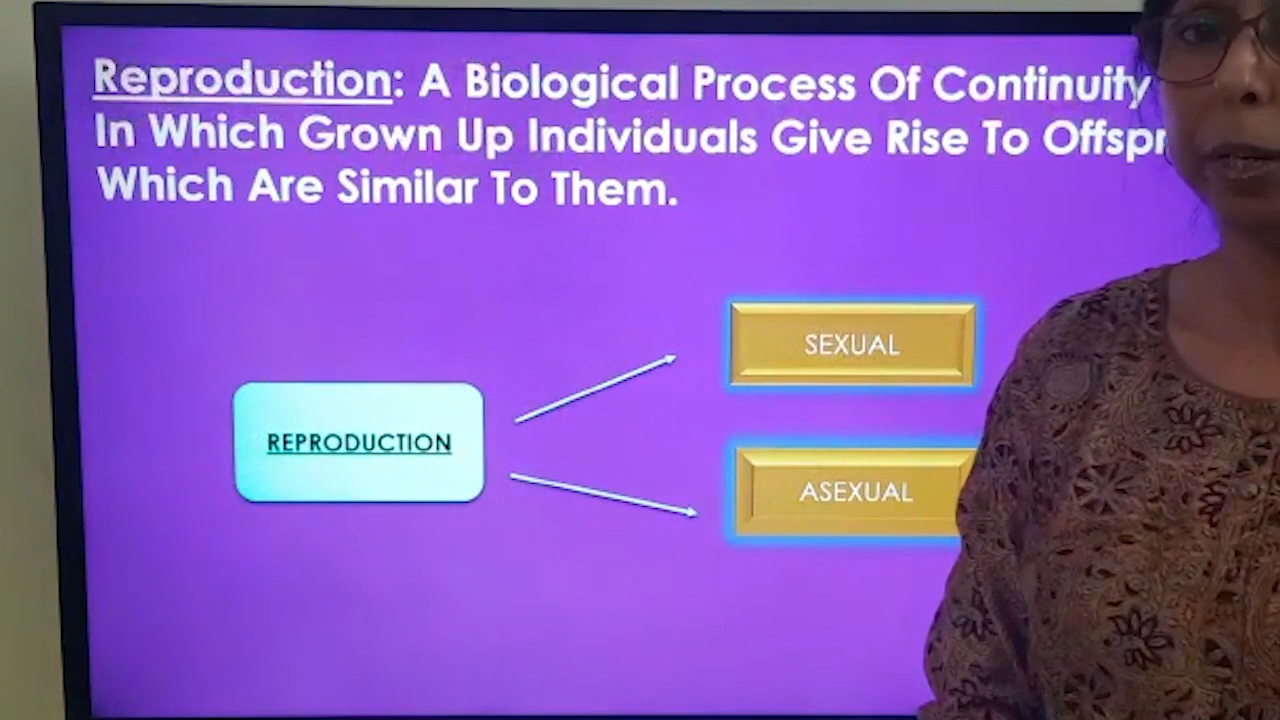 Reproduction: A Biological Process Of Continuity
In Which Grown Up Individuals Give Rise To
Which Are Similar To Them.
SEXUAL
REPRODUCTION
ASEXUAL